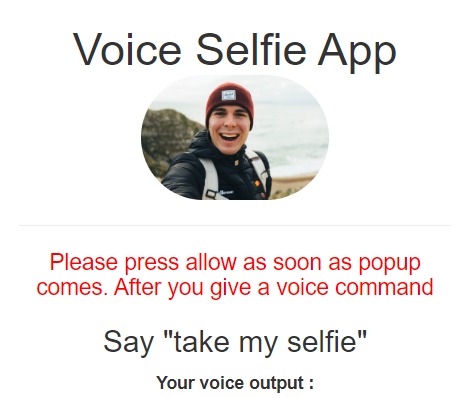 Voice Selfie App
Please press allow as soon as popup
comes. After you give a voice command
Say "take my selfie"
Your voice output :